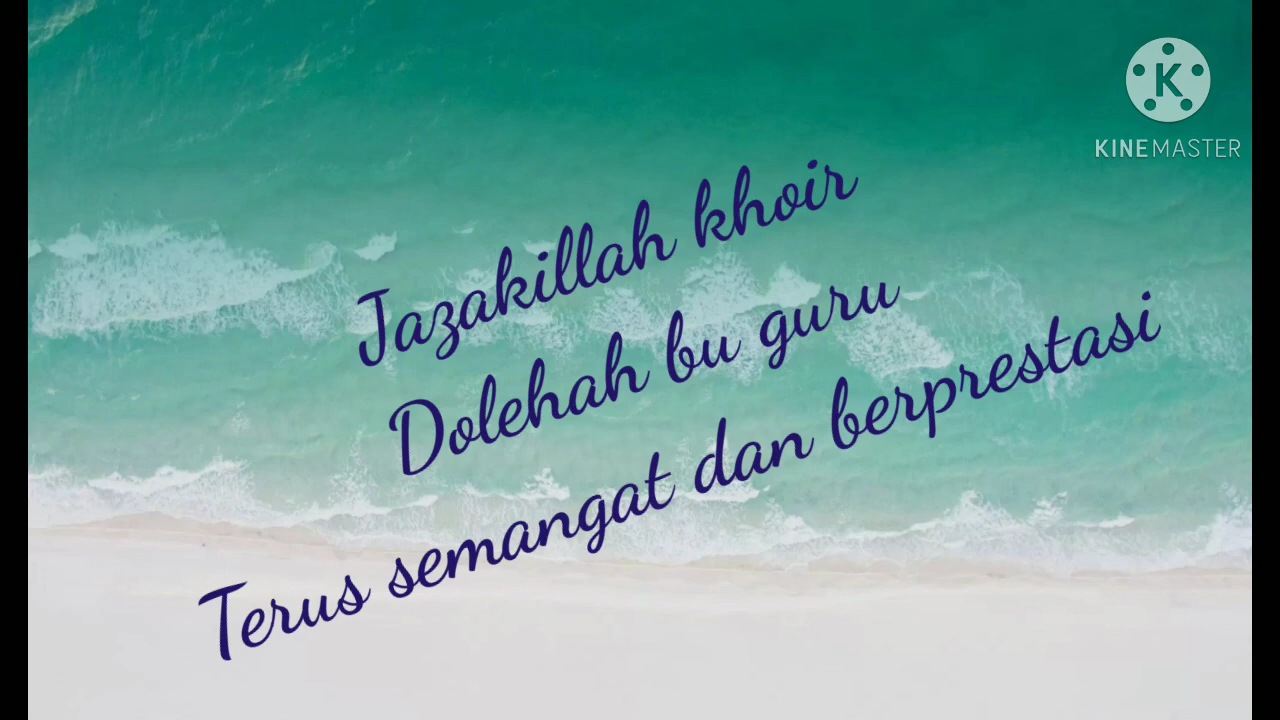 K
KINEMASTER
Jazakillah khoir
Dolehah bu guru
Terus semangat dan berprestasi